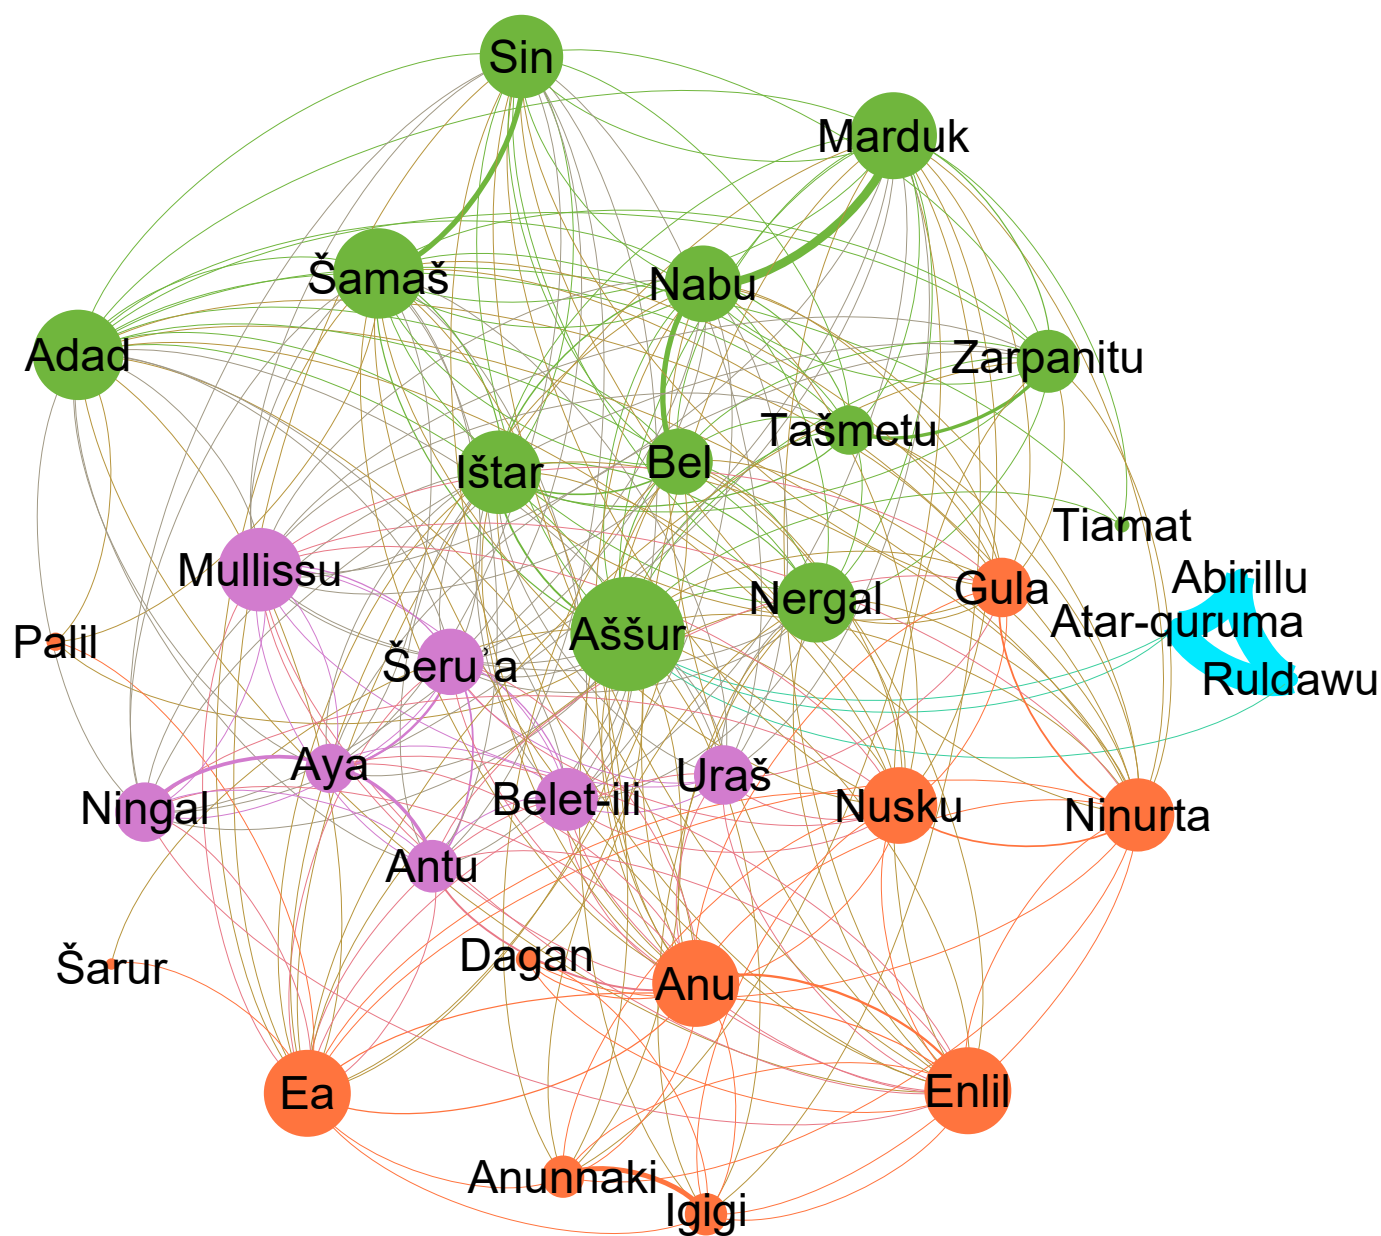 Sin
Marduk
Šamaš
Nabu
Adad
Zarpanitu
Tašmetu
Ištar
Bel
Tiamat
Mullissu
Abirillu
Gula
Nergal
Atar-quruma
Palil
Aššur
Šeruʾa
Ruldawu
Aya
Uraš
Ningal
Belet-ili
Nusku
Ninurta
Antu
Dagan
Šarur
Anu
Ea
Enlil
Anunnaki
Igigi